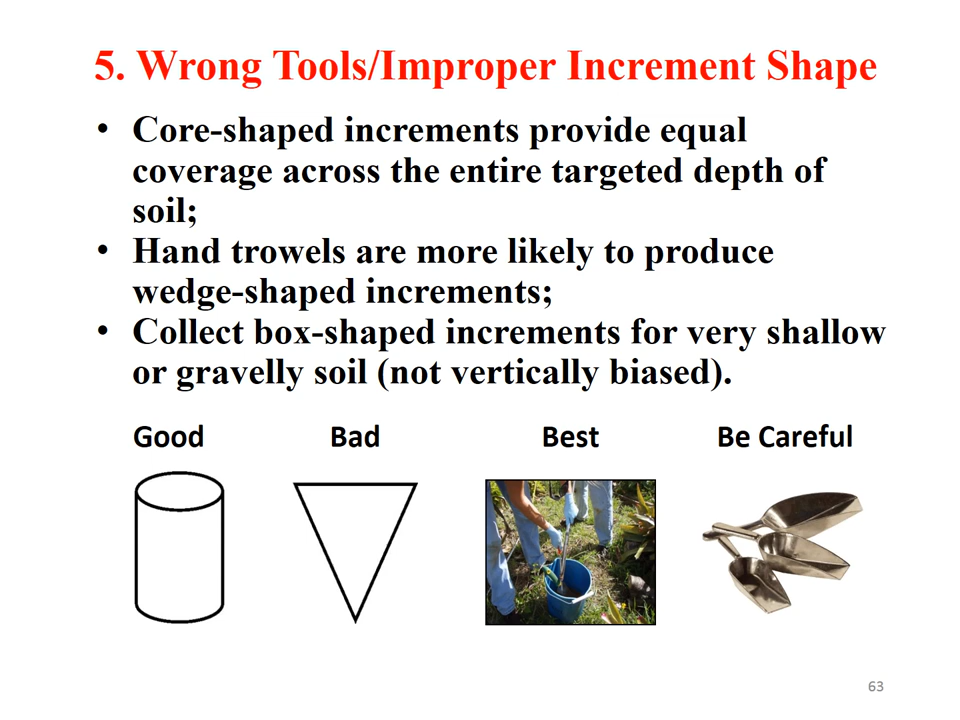 5. Wrong Tools/Improper Increment Shape
• Core-shaped increments provide equal
coverage across the entire targeted depth of
soil;
• Hand trowels are more likely to produce
wedge-shaped increments;
• Collect box-shaped increments for very shallow
or gravelly soil (not vertically biased).
Good Bad Best Be Careful
63